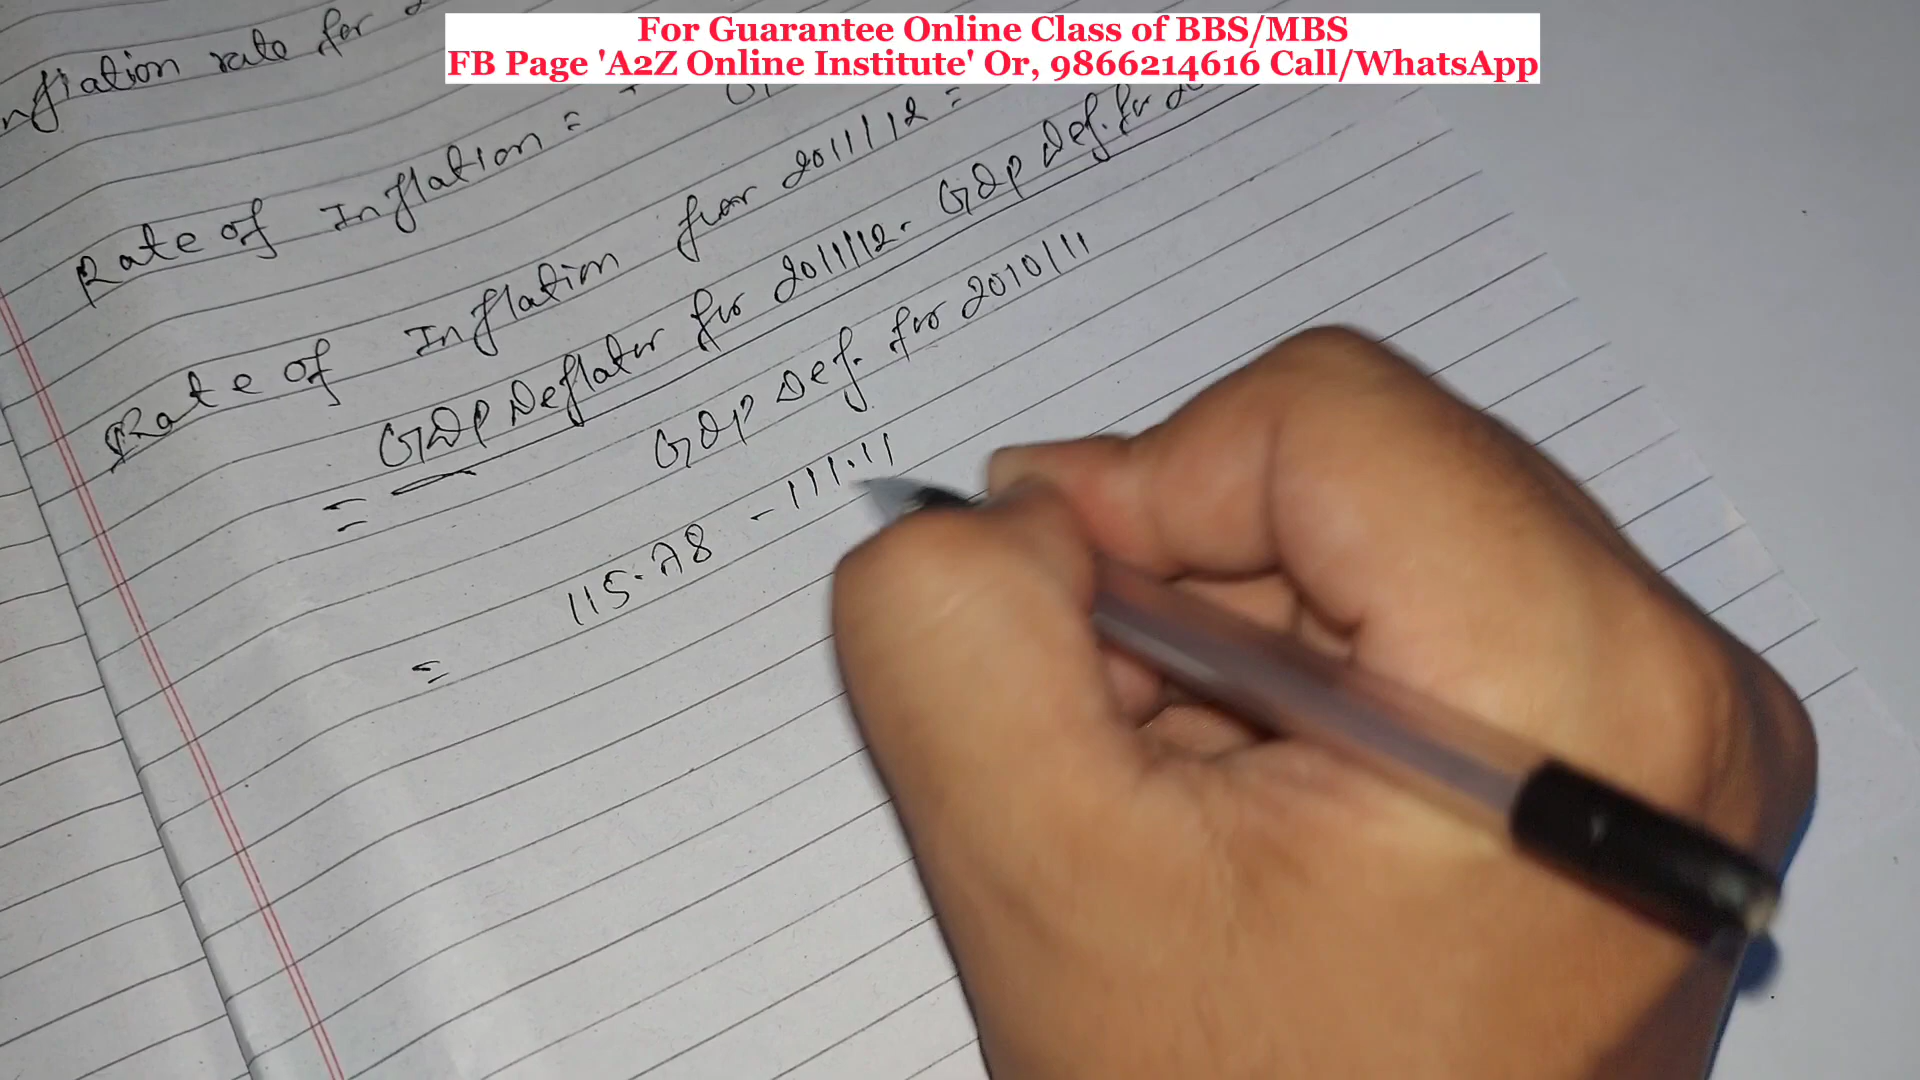 For Guarantee Online Class of BBS/MBS
FB Page 'A2Z Online Institute' Or, 9866214616 Call/WhatsApp
nflation rate for
Rate of Inflation =
Rate of Inflation for 2011/12 =
= GDP Deflator for 2011/12 - GDP Def. for
GDP Def. for 2010/11
= 115.78 - 111.11